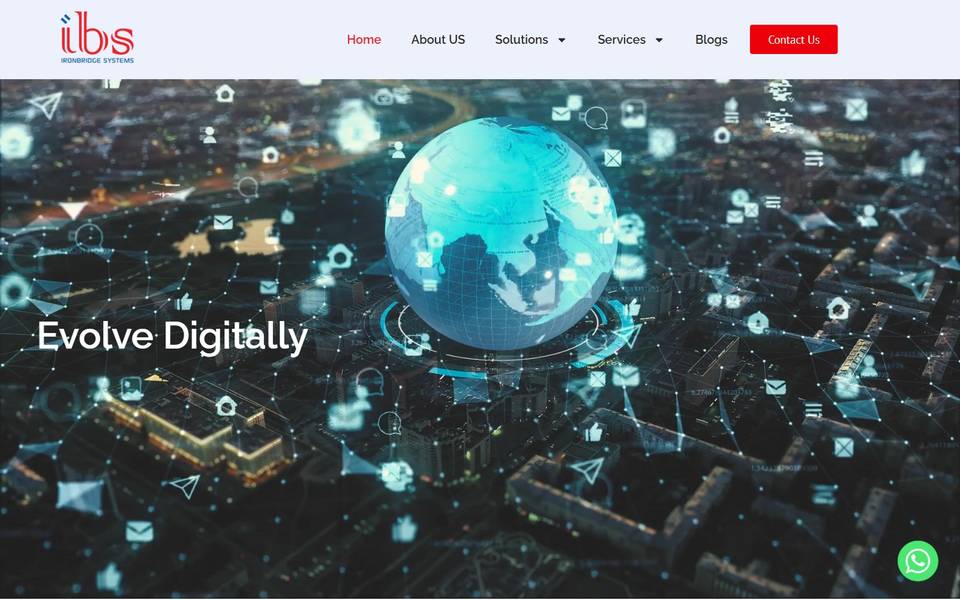 ibs
IRONBRIDGE SYSTEMS
Home
About US
Solutions
Services
Blogs
Contact Us
Evolve Digitally